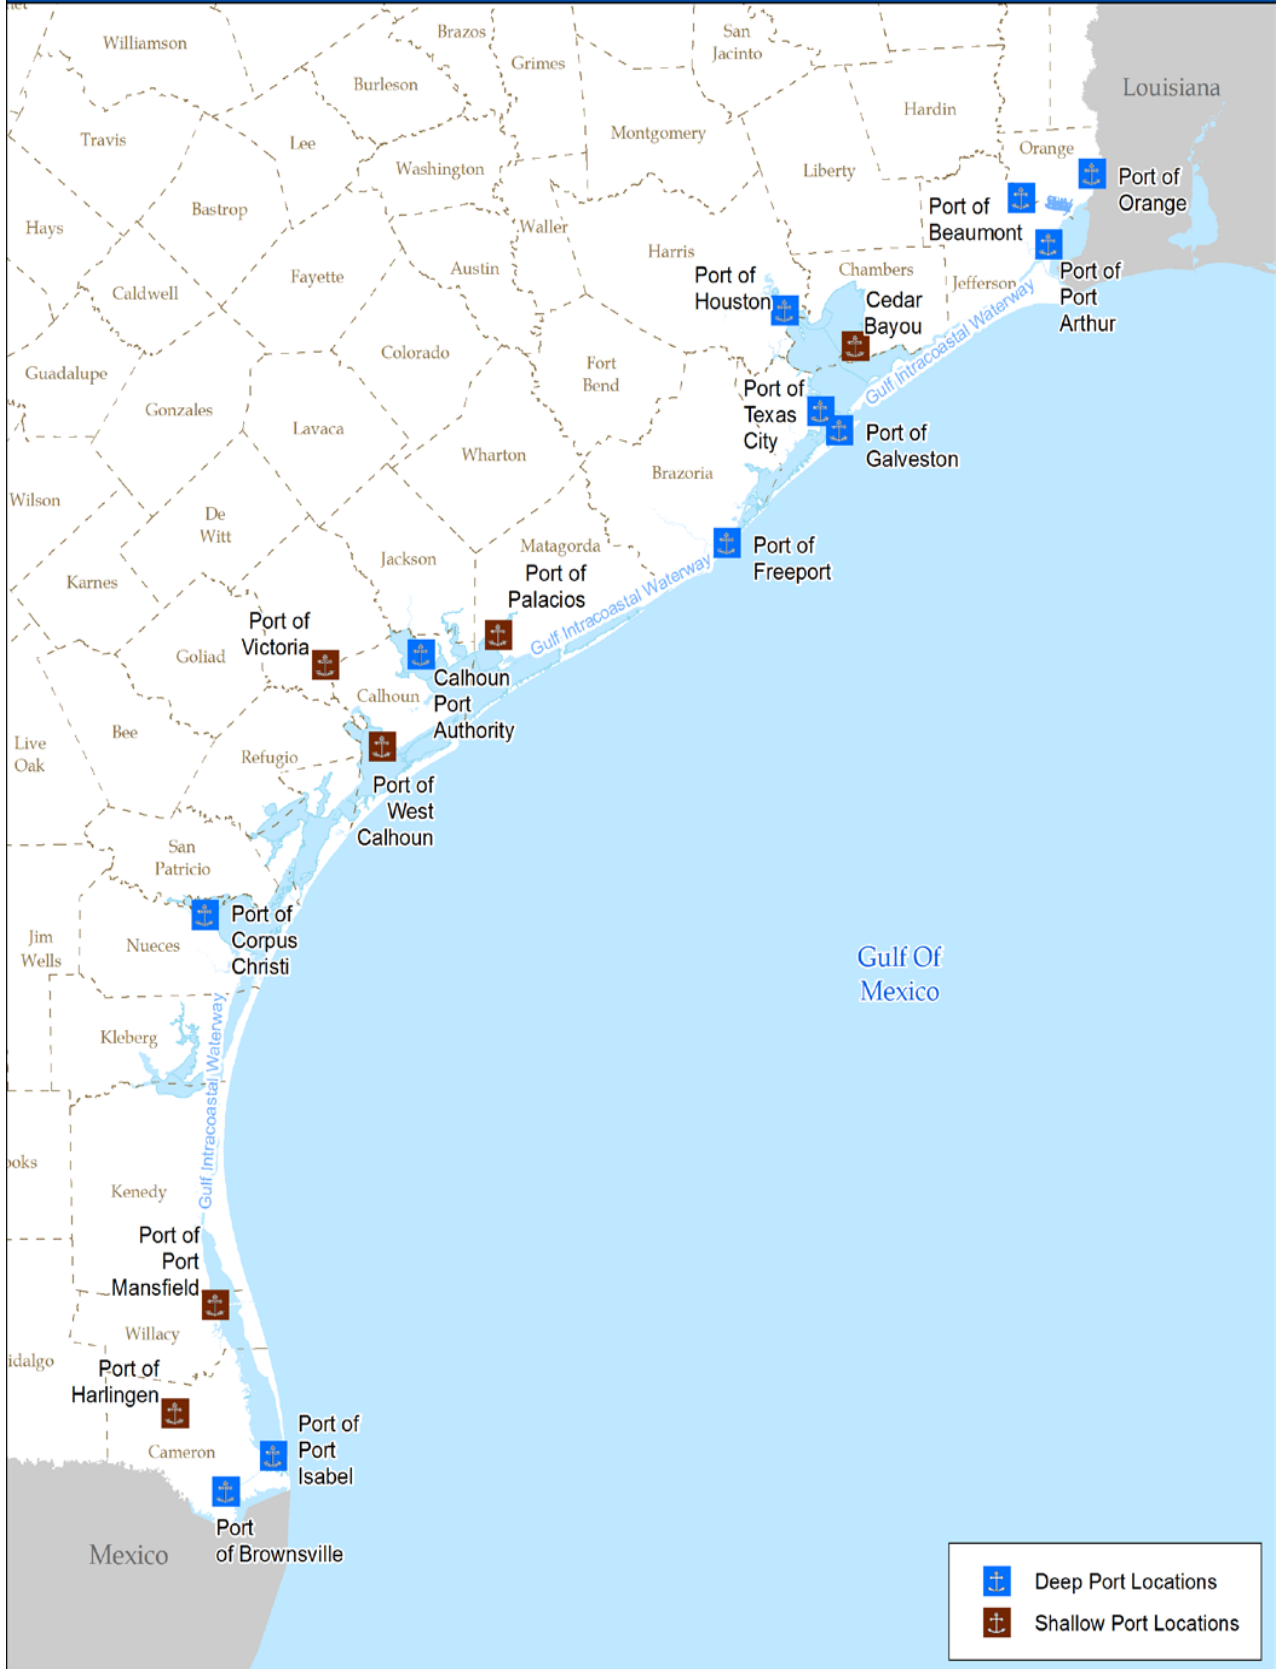 Williamson
Brazos
San
Jacinto
Grimes
Burleson
Louisiana
Hardin
Travis
Lee
Montgomery
Orange
Washington
Liberty
Port of
Orange
Bastrop
Port of
Beaumont
Hays
Waller
Harris
Austin
Fayette
Port of
Houston
Chambers
Jefferson
Port of
Port
Arthur
Caldwell
Cedar
Bayou
Gulf Intracoastal Waterway
Colorado
Guadalupe
Fort
Bend
Gonzales
Port of
Texas
City
Lavaca
Port of
Galveston
Wharton
Brazoria
Wilson
De
Witt
Jackson
Matagorda
Port of
Freeport
Karnes
Port of
Palacios
Gulf Intracoastal Waterway
Port of
Victoria
Goliad
Calhoun
Port
Authority
Calhoun
Bee
Live
Oak
Refugio
Port of
West
Calhoun
San
Patricio
Port of
Corpus
Christi
Jim
Wells
Nueces
Gulf Of
Mexico
Kleberg
Gulf Intracoastal Waterway
ooks
Kenedy
Port of
Port
Mansfield
Willacy
idalgo
Port of
Harlingen
Cameron
Port of
Port
Isabel
Port
of Brownsville
Mexico
Deep Port Locations
Shallow Port Locations